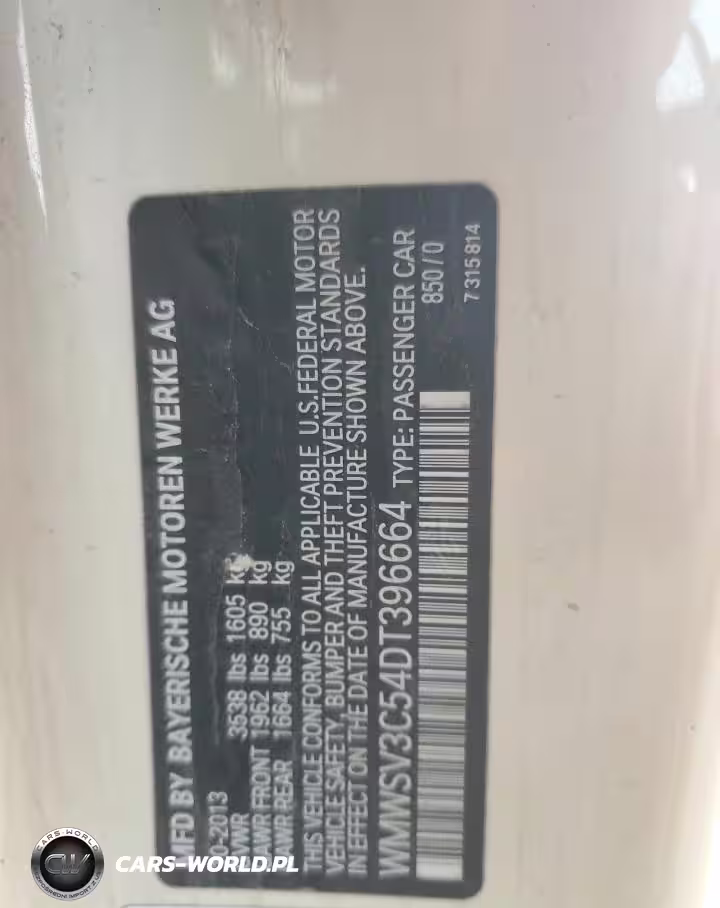 MFD BY BAYERISCHE MOTOREN WERKE AG
0-2013
VWR 3538 lbs 1605 kg
AWR FRONT 1962 lbs 890 kg
AWR REAR 1664 lbs 755 kg
THIS VEHICLE CONFORMS TO ALL APPLICABLE U.S.FEDERAL MOTOR
VEHICLE SAFETY, BUMPER AND THEFT PREVENTION STANDARDS
IN EFFECT ON THE DATE OF MANUFACTURE SHOWN ABOVE.
WMWSV3C54DT396664 TYPE: PASSENGER CAR
850 / 0
7 315 814
CARS-WORLD
CW
CARS-WORLD.PL